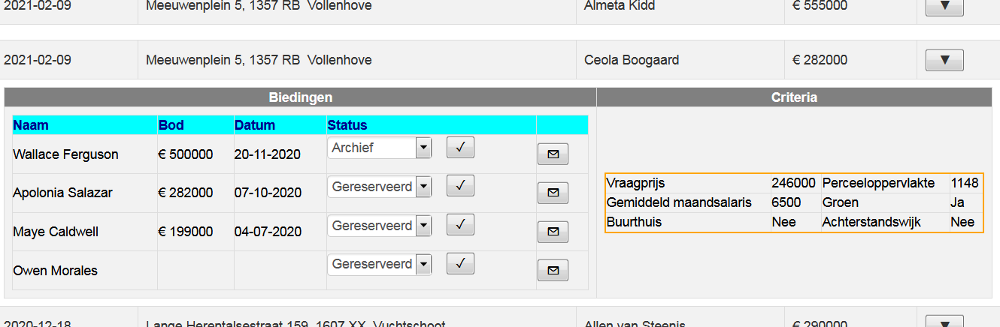 2021-02-09 Meeuwenplein 5, 1357 RB Vollenhove Almeta Kidd € 555000 ▼
2021-02-09 Meeuwenplein 5, 1357 RB Vollenhove Ceola Boogaard € 282000 ▼
Biedingen Criteria
Naam Bod Datum Status
Wallace Ferguson € 500000 20-11-2020 Archief ✓
Apolonia Salazar € 282000 07-10-2020 Gereserveerd ✓
Maye Caldwell € 199000 04-07-2020 Gereserveerd ✓
Owen Morales Gereserveerd ✓
Vraagprijs 246000 Perceeloppervlakte 1148
Gemiddeld maandsalaris 6500 Groen Ja
Buurthuis Nee Achterstandswijk Nee
2020-12-18 Lange Herentalsestraat 159, 1607 XX Vuchtschoot Allen van Steenis € 290000 ▼